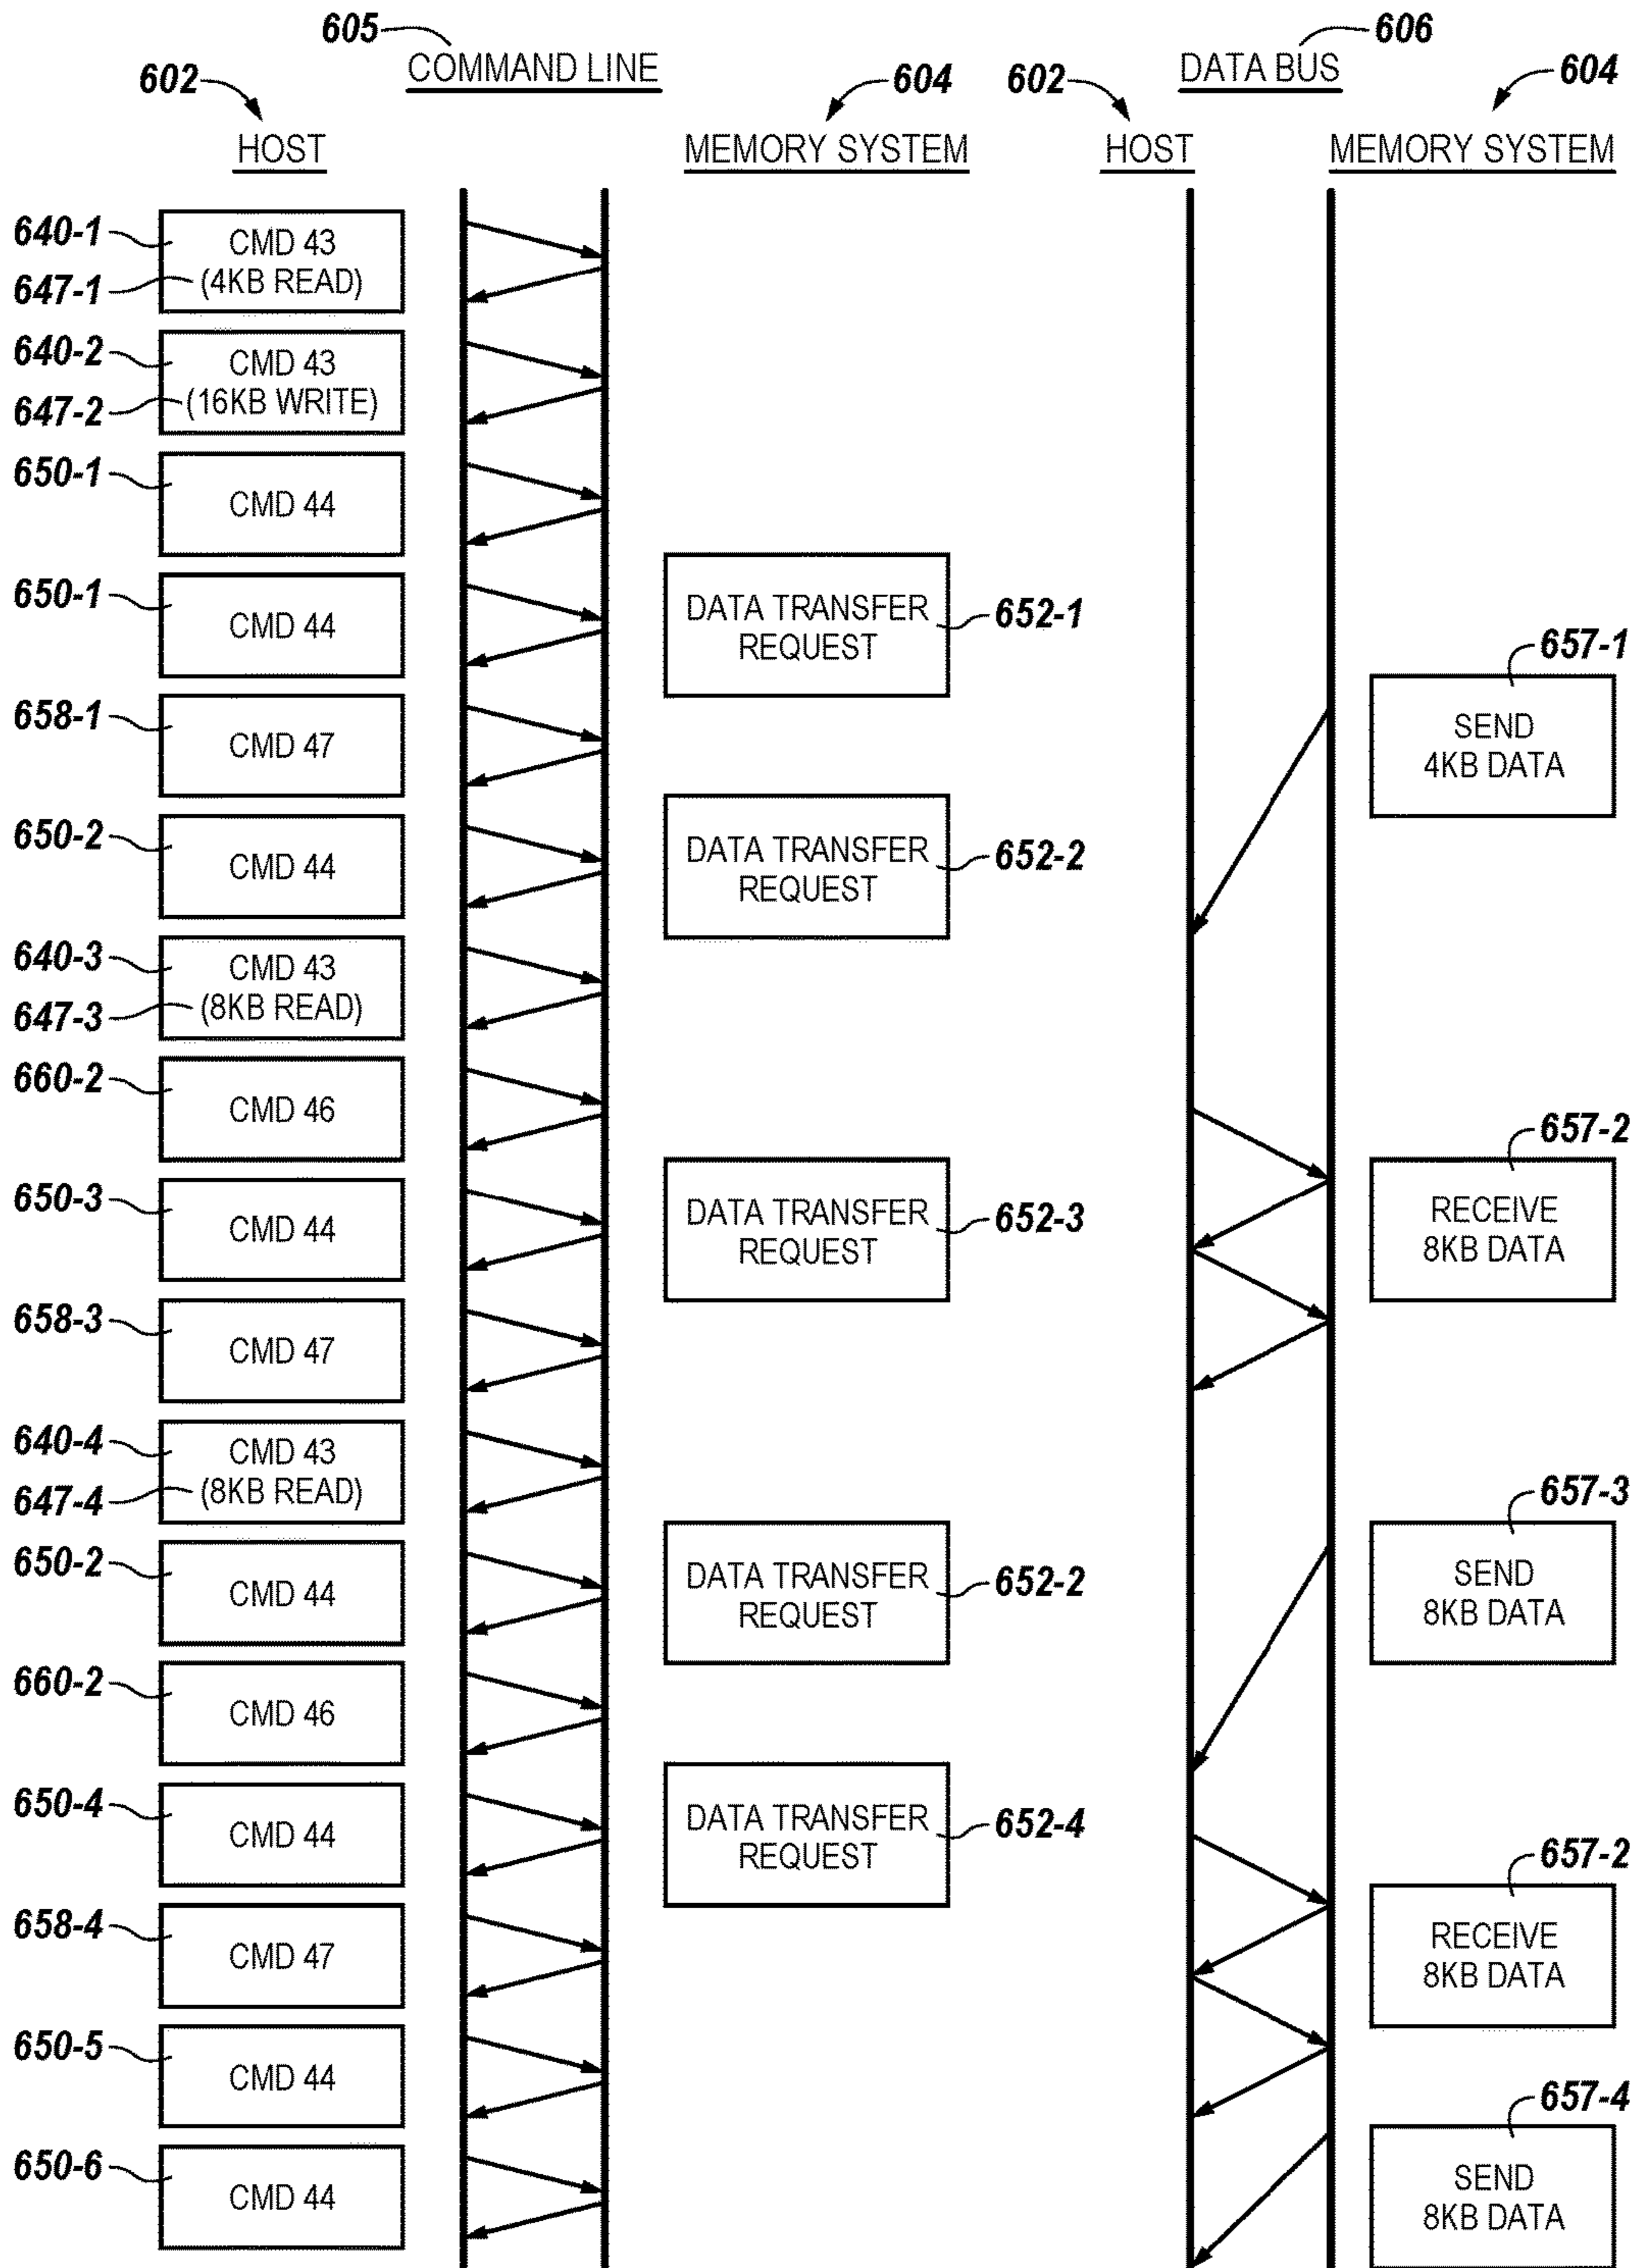 605
COMMAND LINE
606
DATA BUS
602
604
602
604
HOST
MEMORY SYSTEM
HOST
MEMORY SYSTEM
640-1
CMD 43
647-1
(4KB READ)
640-2
CMD 43
647-2
(16KB WRITE)
650-1
CMD 44
650-1
CMD 44
DATA TRANSFER
REQUEST
652-1
657-1
SEND
4KB DATA
658-1
CMD 47
650-2
CMD 44
DATA TRANSFER
REQUEST
652-2
640-3
CMD 43
647-3
(8KB READ)
660-2
CMD 46
657-2
RECEIVE
8KB DATA
650-3
CMD 44
DATA TRANSFER
REQUEST
652-3
658-3
CMD 47
640-4
CMD 43
647-4
(8KB READ)
657-3
SEND
8KB DATA
650-2
CMD 44
DATA TRANSFER
REQUEST
652-2
660-2
CMD 46
650-4
CMD 44
DATA TRANSFER
REQUEST
652-4
657-2
RECEIVE
8KB DATA
658-4
CMD 47
650-5
CMD 44
657-4
SEND
8KB DATA
650-6
CMD 44